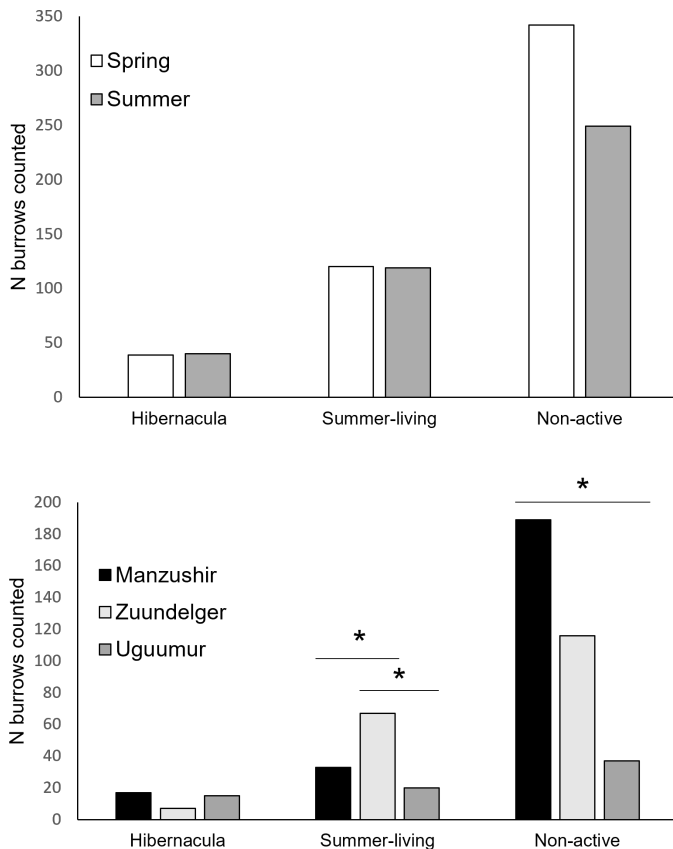 N burrows counted
350
300
250
200
150
100
50
0
Spring
Summer
Hibernacula Summer-living Non-active
N burrows counted
200
180
160
140
120
100
80
60
40
20
0
Manzushir
Zuundelger
Uguumur
*
*
*
Hibernacula Summer-living Non-active